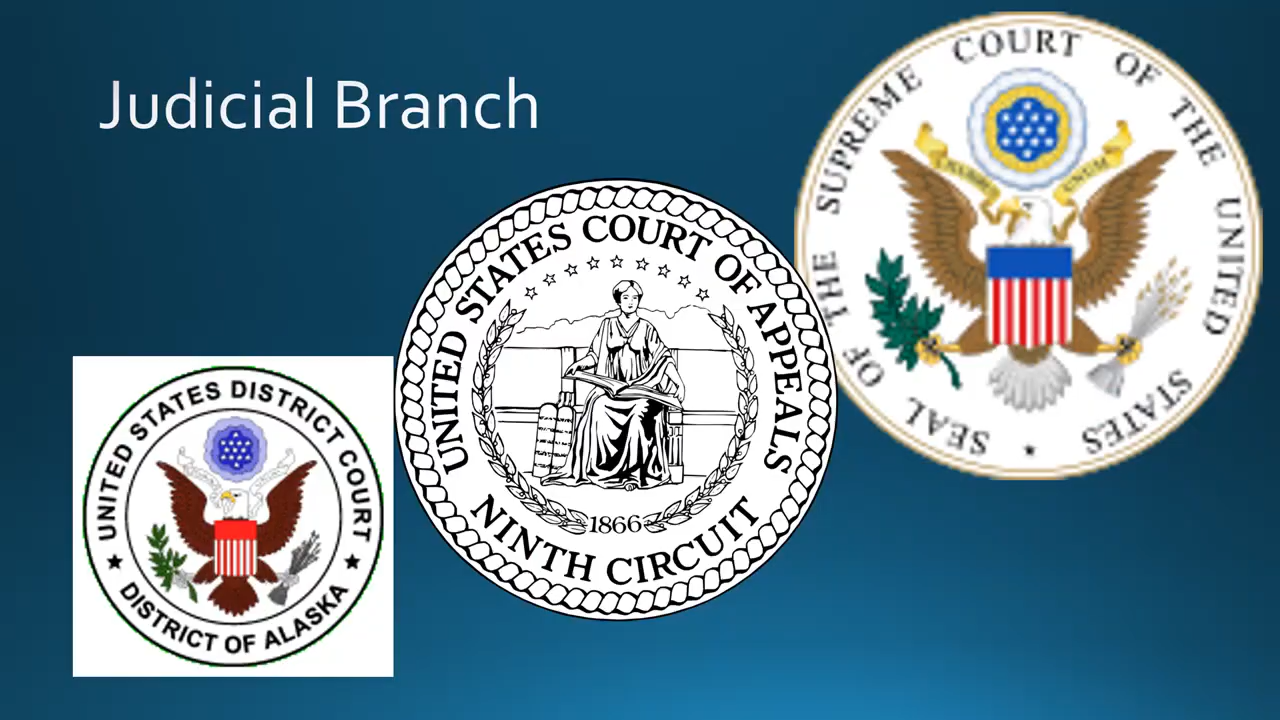 Judicial Branch
SEAL OF THE SUPREME COURT OF THE UNITED STATES
UNUM
UNITED STATES COURT OF APPEALS
1866
NINTH CIRCUIT
UNITED STATES DISTRICT COURT
DISTRICT OF ALASKA